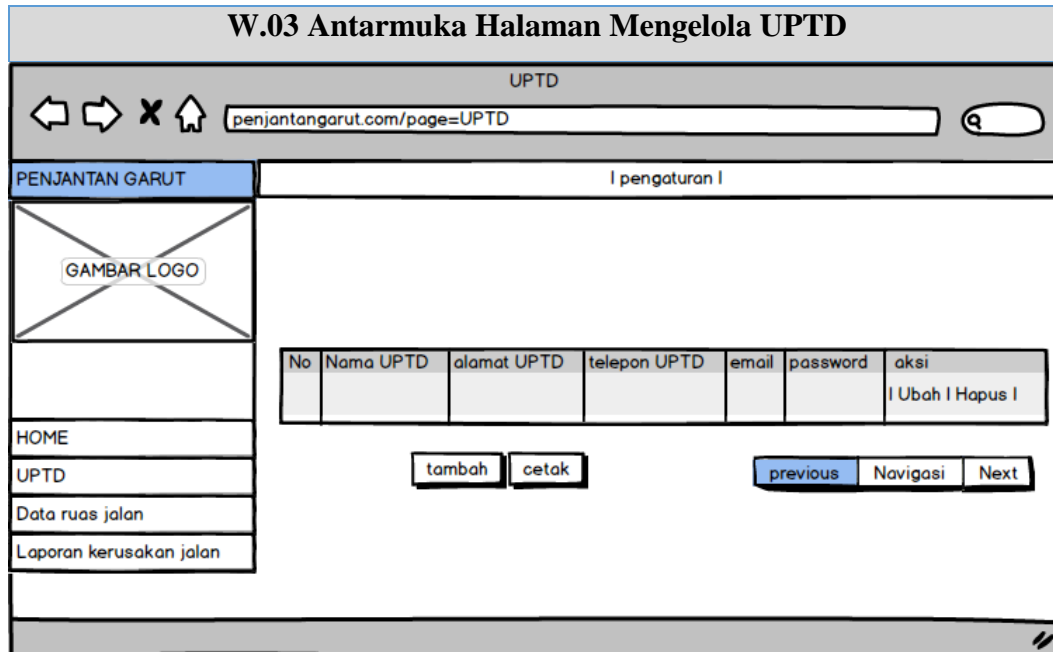 W.03 Antarmuka Halaman Mengelola UPTD
UPTD
penjantangarut.com/page=UPTD
PENJANTAN GARUT
| pengaturan |
GAMBAR LOGO
No Nama UPTD alamat UPTD telepon UPTD email password aksi
| Ubah | Hapus |
HOME
UPTD
Data ruas jalan
Laporan kerusakan jalan
tambah cetak
previous Navigasi Next